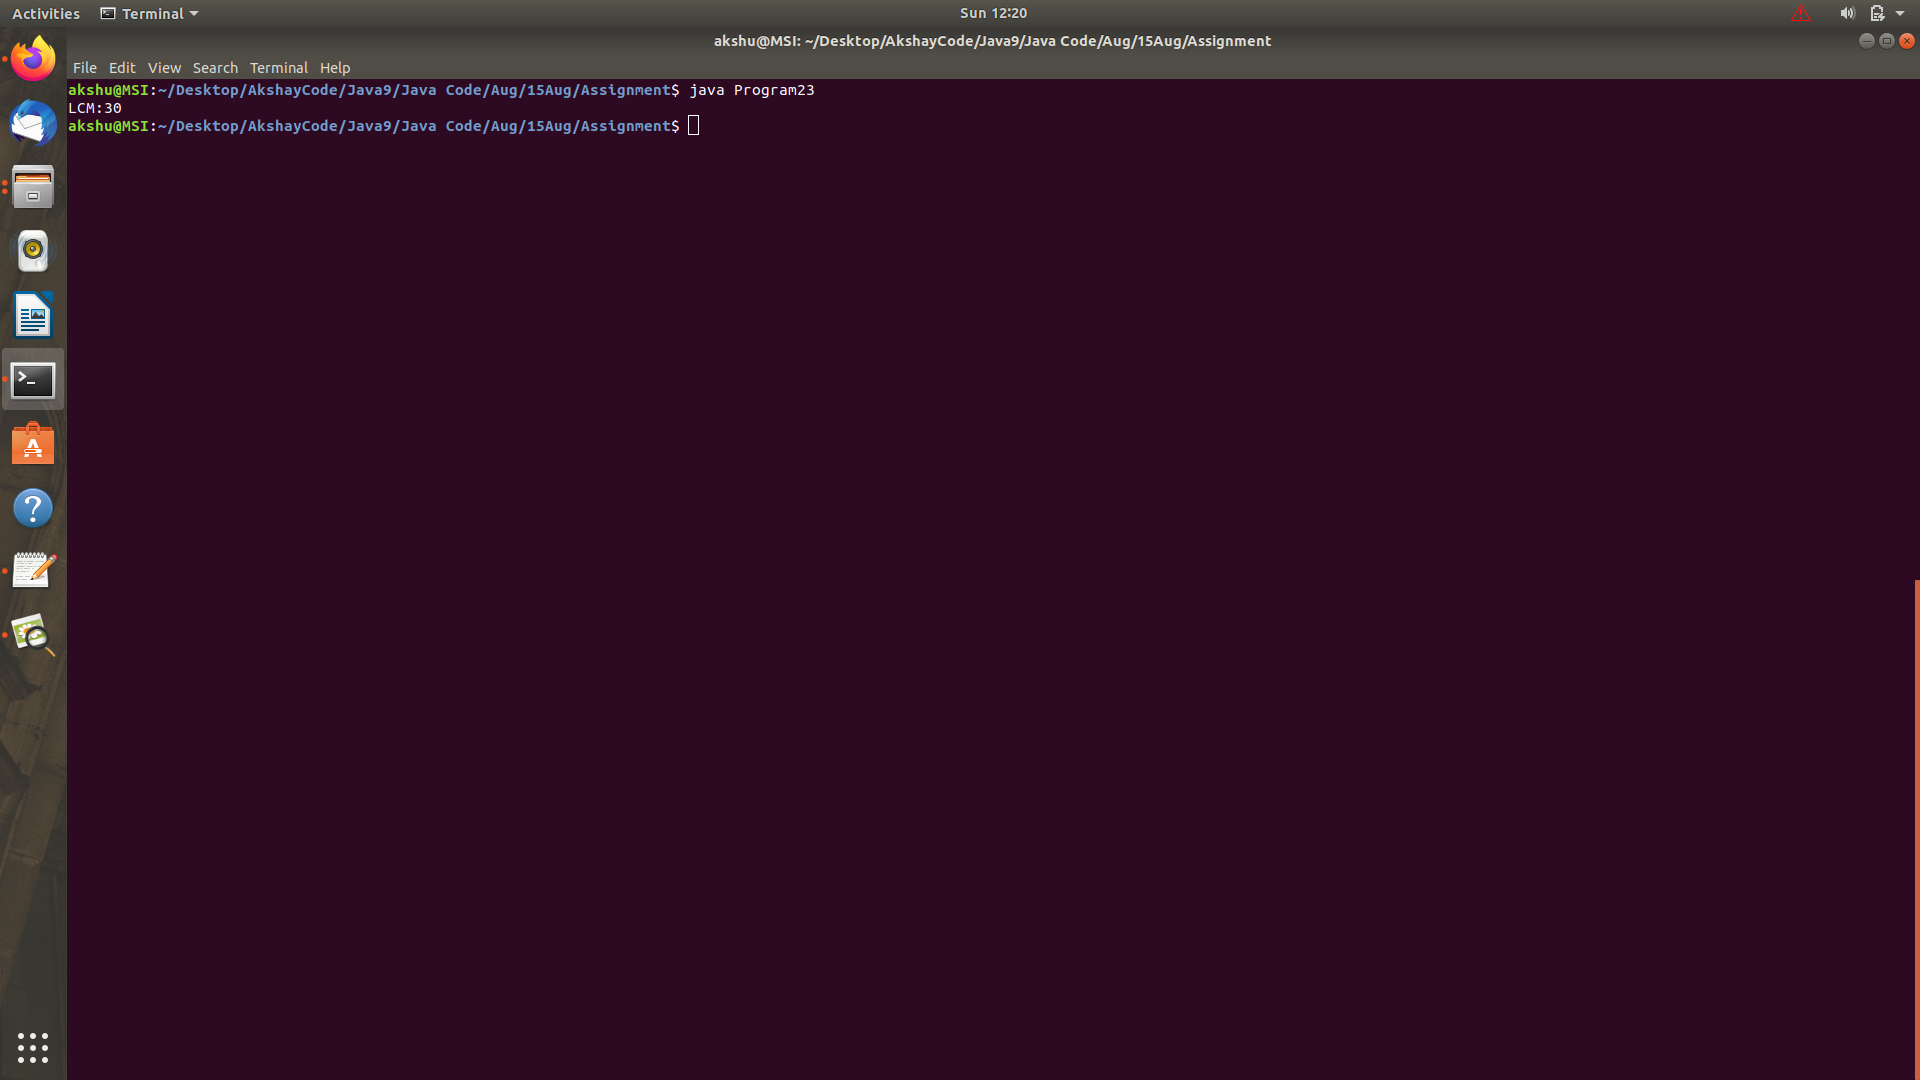 Activities Terminal Sun 12:20
akshu@MSI: ~/Desktop/AkshayCode/Java9/Java Code/Aug/15Aug/Assignment
File Edit View Search Terminal Help
akshu@MSI:~/Desktop/AkshayCode/Java9/Java Code/Aug/15Aug/Assignment$ java Program23
LCM:30
akshu@MSI:~/Desktop/AkshayCode/Java9/Java Code/Aug/15Aug/Assignment$